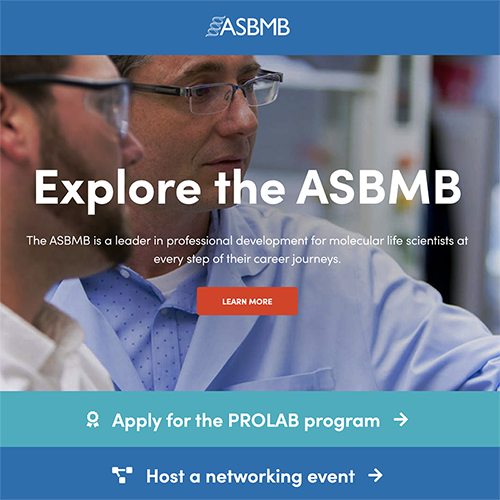 ASBMB
Explore the ASBMB
The ASBMB is a leader in professional development for molecular life scientists at
every step of their career journeys.
LEARN MORE
Apply for the PROLAB program
Host a networking event